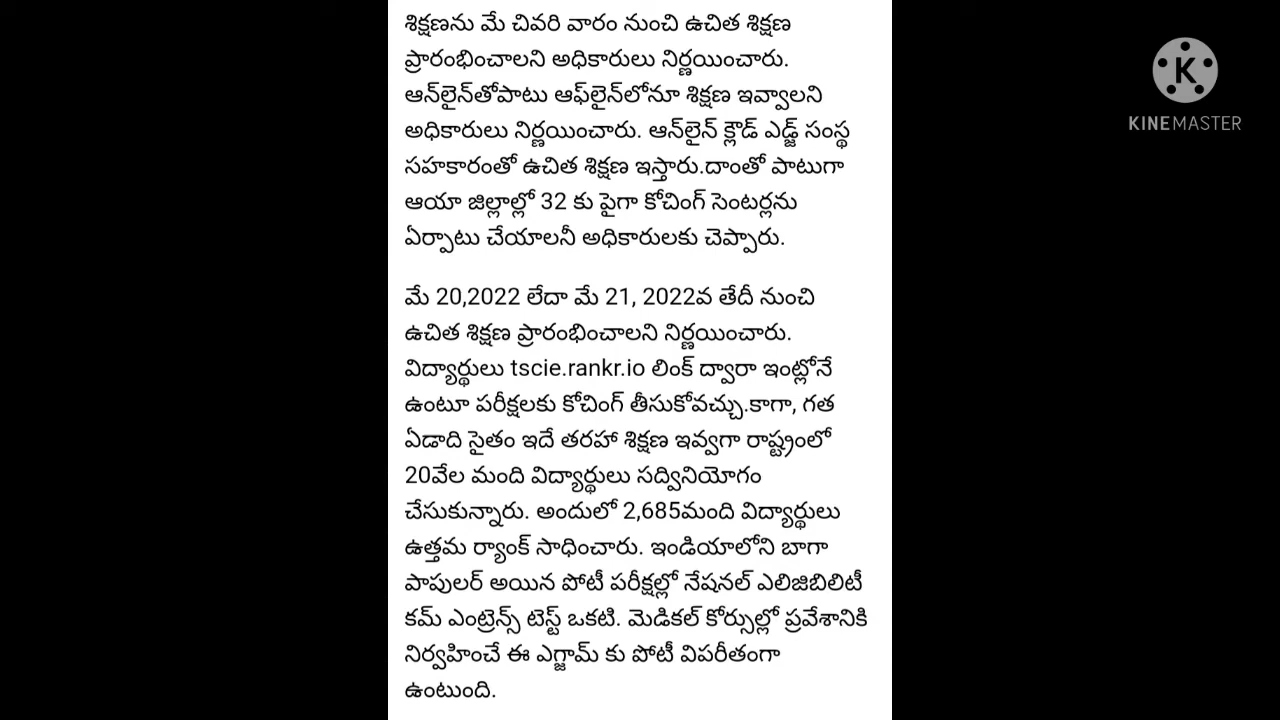 శిక్షణను మే చివరి వారం నుంచి ఉచిత శిక్షణ
ప్రారంభించాలని అధికారులు నిర్ణయించారు.
ఆన్‌లైన్‌తోపాటు ఆఫ్‌లైన్‌లోనూ శిక్షణ ఇవ్వాలని
అధికారులు నిర్ణయించారు. ఆన్‌లైన్ క్లౌడ్ ఎడ్జ్ సంస్థ
సహకారంతో ఉచిత శిక్షణ ఇస్తారు.దాంతో పాటుగా
ఆయా జిల్లాల్లో 32 కు పైగా కోచింగ్ సెంటర్లను
ఏర్పాటు చేయాలనీ అధికారులకు చెప్పారు.
మే 20,2022 లేదా మే 21, 2022వ తేదీ నుంచి
ఉచిత శిక్షణ ప్రారంభించాలని నిర్ణయించారు.
విద్యార్థులు tscie.rankr.io లింక్ ద్వారా ఇంట్లోనే
ఉంటూ పరీక్షలకు కోచింగ్ తీసుకోవచ్చు.కాగా, గత
ఏడాది సైతం ఇదే తరహా శిక్షణ ఇవ్వగా రాష్ట్రంలో
20వేల మంది విద్యార్థులు సద్వినియోగం
చేసుకున్నారు. అందులో 2,685మంది విద్యార్థులు
ఉత్తమ ర్యాంక్ సాధించారు. ఇండియాలోని బాగా
పాపులర్ అయిన పోటీ పరీక్షల్లో నేషనల్ ఎలిజిబిలిటీ
కమ్ ఎంట్రెన్స్ టెస్ట్ ఒకటి. మెడికల్ కోర్సుల్లో ప్రవేశానికి
నిర్వహించే ఈ ఎగ్జామ్ కు పోటీ విపరీతంగా
ఉంటుంది.
K
KINEMASTER